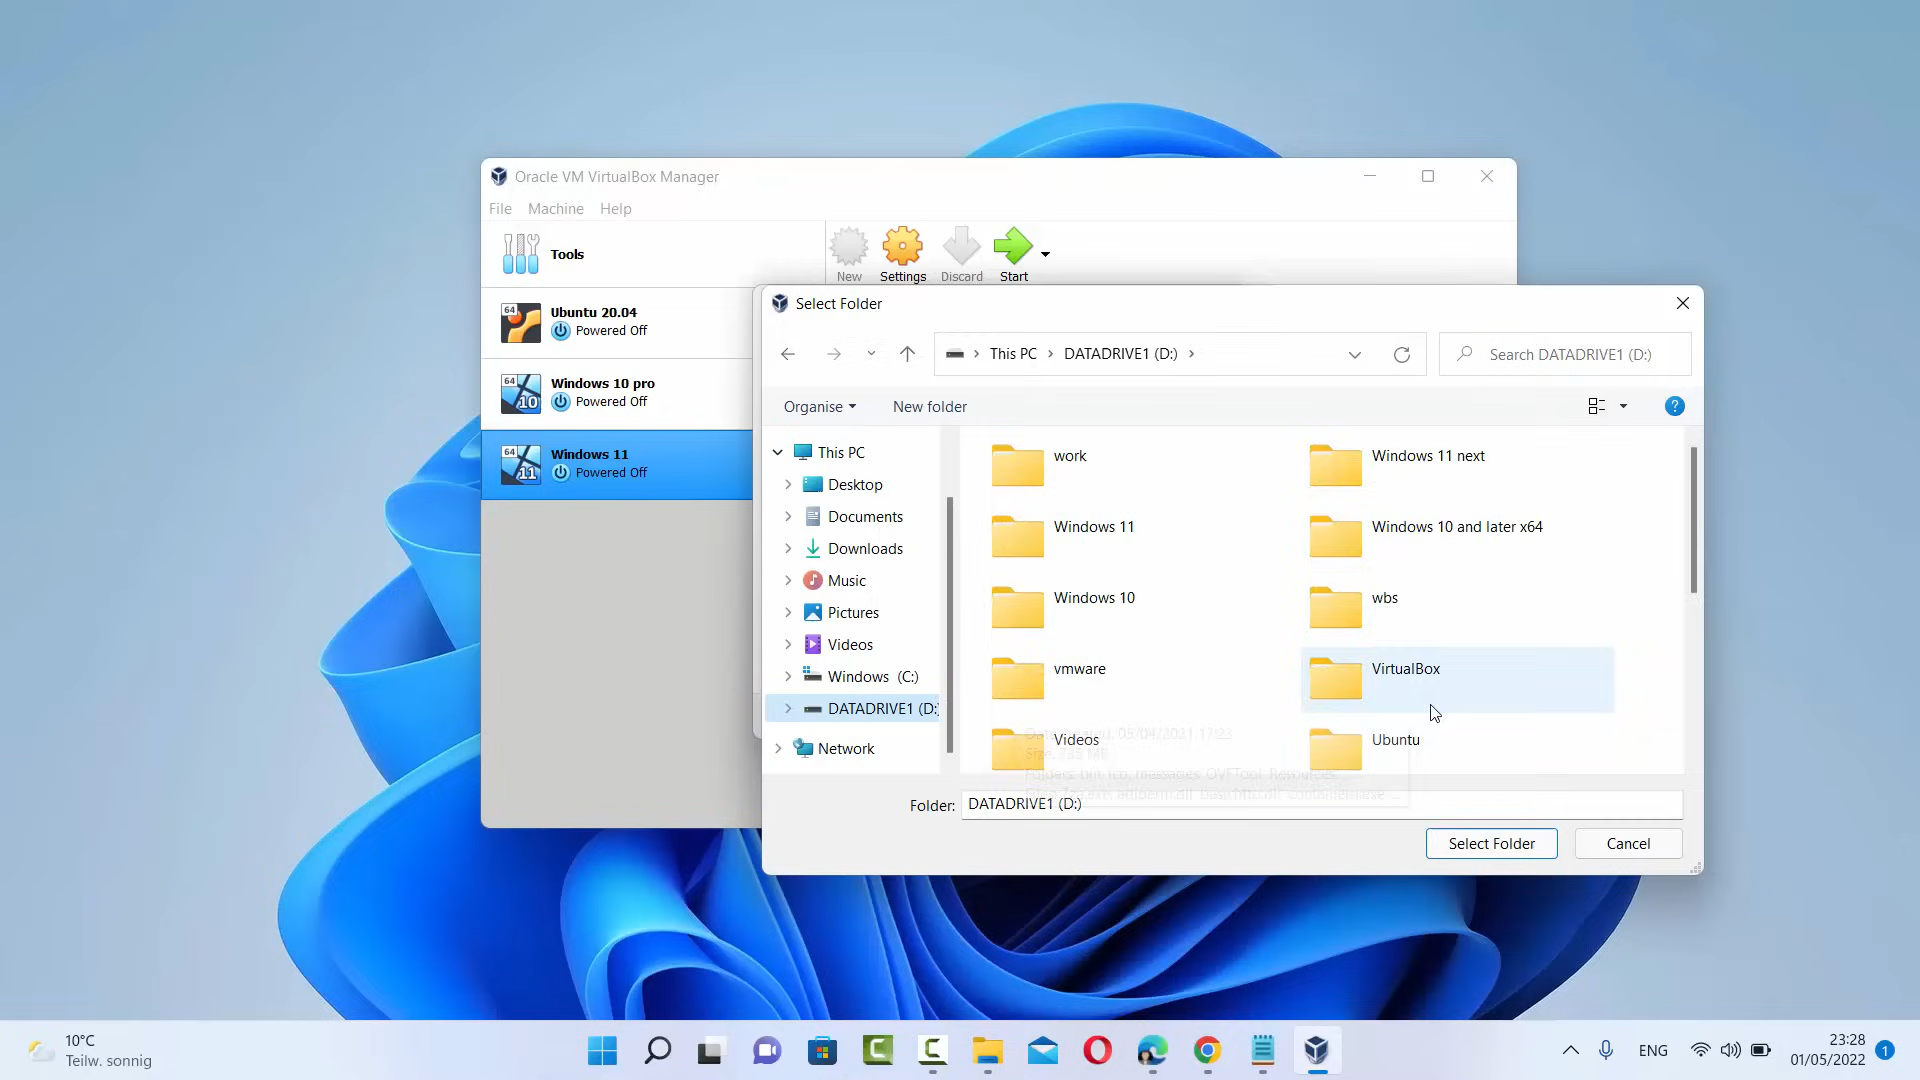 Oracle VM VirtualBox Manager
File Machine Help
Tools
New Settings Discard Start
Ubuntu 20.04
Powered Off
Windows 10 pro
Powered Off
Windows 11
Powered Off
Select Folder
This PC > DATADRIVE1 (D:) >
Search DATADRIVE1 (D:)
Organise
New folder
This PC
Desktop
Documents
Downloads
Music
Pictures
Videos
Windows (C:)
DATADRIVE1 (D:)
Network
work
Windows 11 next
Windows 11
Windows 10 and later x64
Windows 10
wbs
vmware
VirtualBox
Videos
Ubuntu
Folder: DATADRIVE1 (D:)
Select Folder
Cancel
10°C
Teilw. sonnig
ENG
23:28
01/05/2022
1